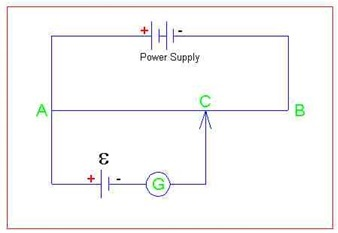 + -
Power Supply
A C B
ε
+ -
G